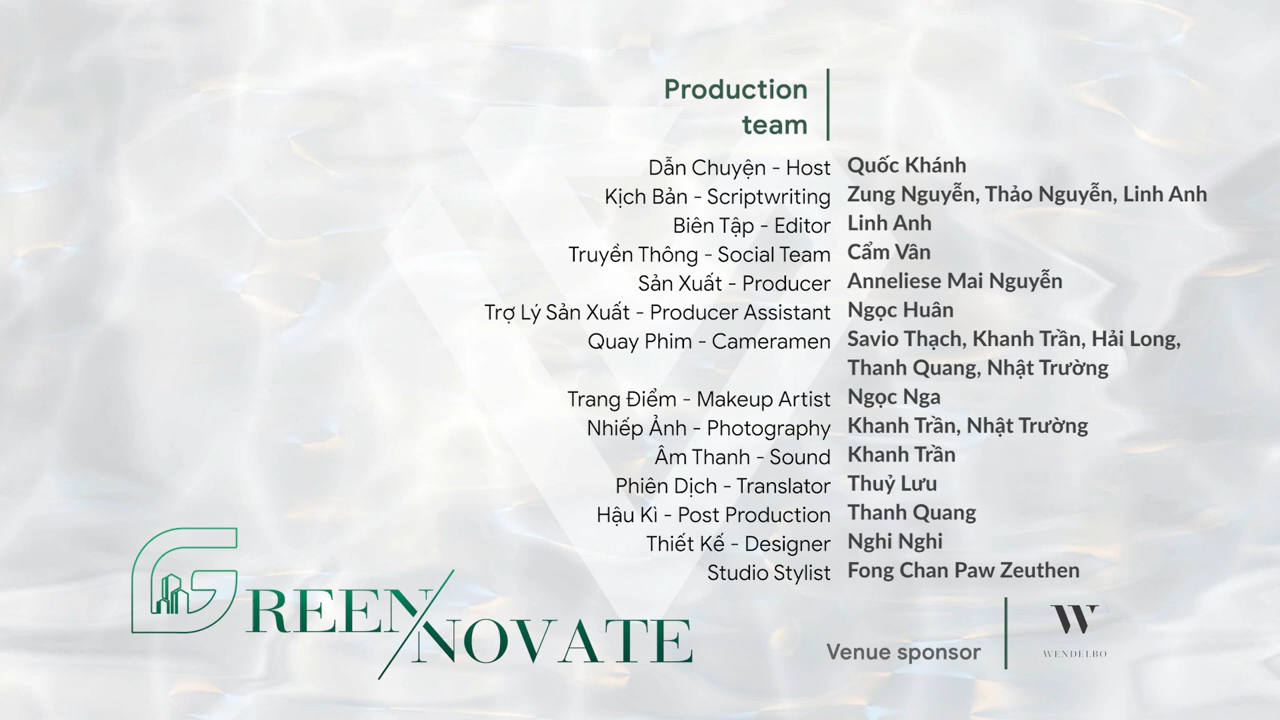 Production
team
Dẫn Chuyện - Host Quốc Khánh
Kịch Bản - Scriptwriting Zung Nguyễn, Thảo Nguyễn, Linh Anh
Biên Tập - Editor Linh Anh
Truyền Thông - Social Team Cẩm Vân
Sản Xuất - Producer Anneliese Mai Nguyễn
Trợ Lý Sản Xuất - Producer Assistant Ngọc Huân
Quay Phim - Cameramen Savio Thạch, Khanh Trần, Hải Long,
Thanh Quang, Nhật Trường
Trang Điểm - Makeup Artist Ngọc Nga
Nhiếp Ảnh - Photography Khanh Trần, Nhật Trường
Âm Thanh - Sound Khanh Trần
Phiên Dịch - Translator Thuỷ Lưu
Hậu Kì - Post Production Thanh Quang
Thiết Kế - Designer Nghi Nghi
Studio Stylist Fong Chan Paw Zeuthen
GREEN
NOVATE
Venue sponsor
W
WENDELBO